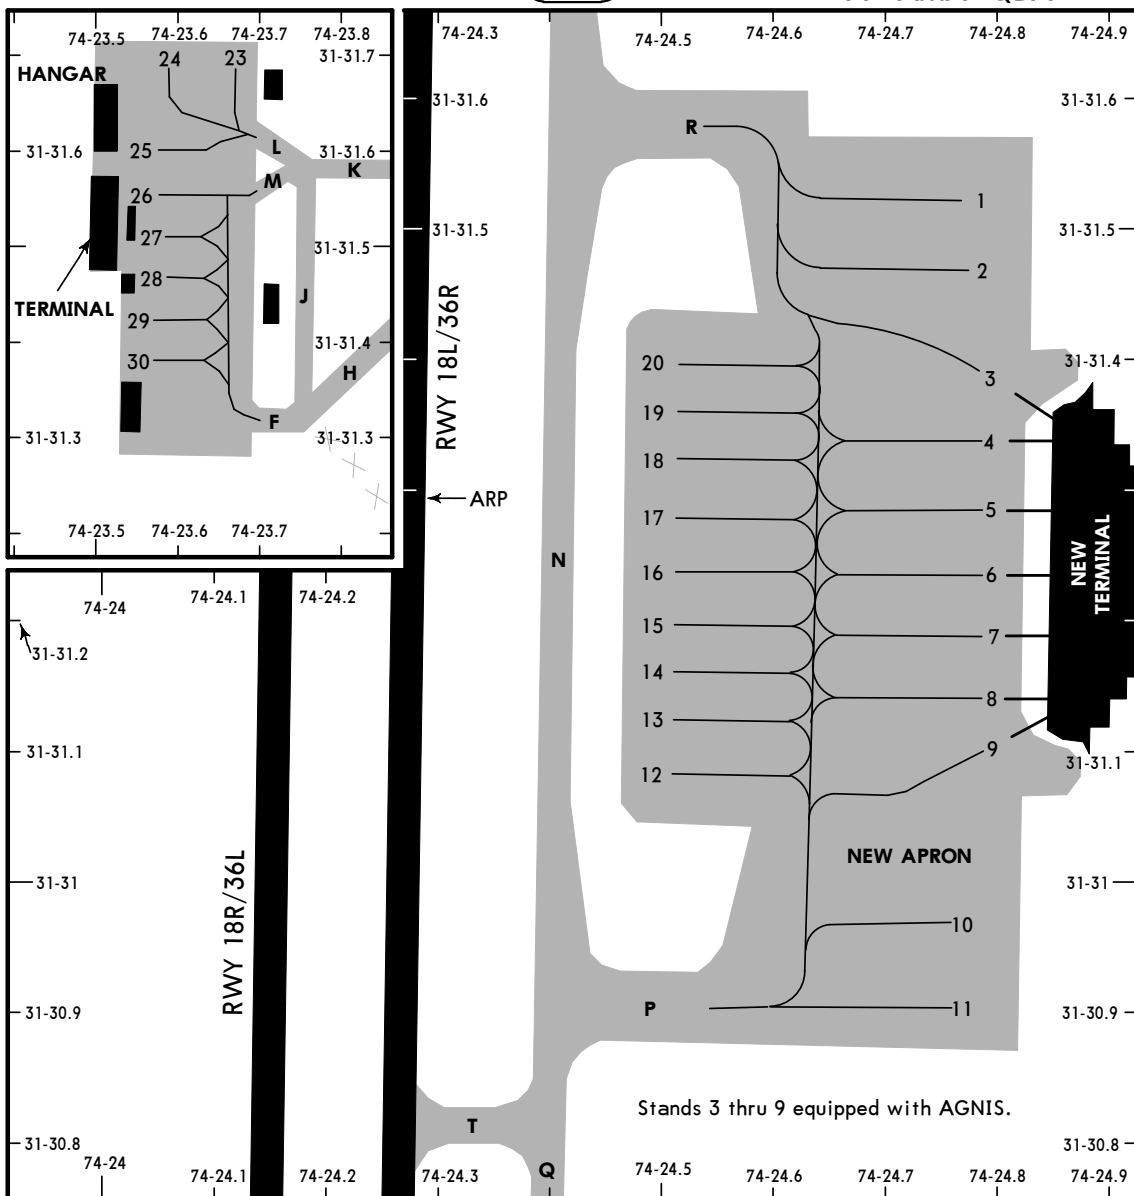 74-23.5 74-23.6 74-23.7 74-23.8
24 23
31-31.7
HANGAR
31-31.6
25
L
31-31.6
K
M
26
27
31-31.5
28
J
TERMINAL
29
31-31.4
30
H
F
31-31.3
31-31.3
74-23.5 74-23.6 74-23.7
74-24 74-24.1 74-24.2
31-31.2
31-31.1
31-31
RWY 18R/36L
31-30.9
31-30.8
74-24 74-24.1 74-24.2
74-24.3 74-24.5 74-24.6 74-24.7 74-24.8 74-24.9
31-31.6
31-31.6
R
1
31-31.5
31-31.5
2
RWY 18L/36R
20
3
31-31.4
19
4
18
ARP
5
17
N
16
6
NEW
TERMINAL
15
7
14
8
13
9
31-31.1
12
NEW APRON
31-31
10
P
11
31-30.9
Stands 3 thru 9 equipped with AGNIS.
T
31-30.8
Q
74-24.3 74-24.5 74-24.6 74-24.7 74-24.8 74-24.9